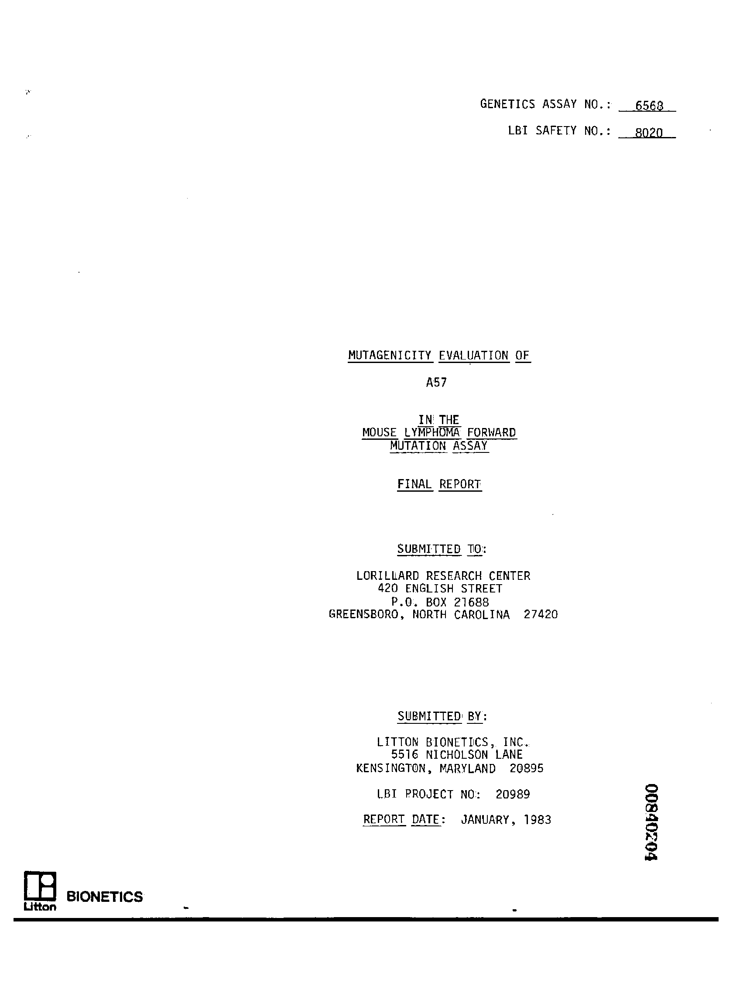 GENETICS ASSAY NO.: 6568
LBI SAFETY NO.: 8020
MUTAGENICITY EVALUATION OF
A57
IN THE
MOUSE LYMPHOMA FORWARD
MUTATION ASSAY
FINAL REPORT
SUBMITTED TO:
LORILLARD RESEARCH CENTER
420 ENGLISH STREET
P.O. BOX 21688
GREENSBORO, NORTH CAROLINA 27420
SUBMITTED BY:
LITTON BIONETICS, INC.
5516 NICHOLSON LANE
KENSINGTON, MARYLAND 20895
LBI PROJECT NO: 20989
REPORT DATE: JANUARY, 1983
00840204
Litton BIONETICS